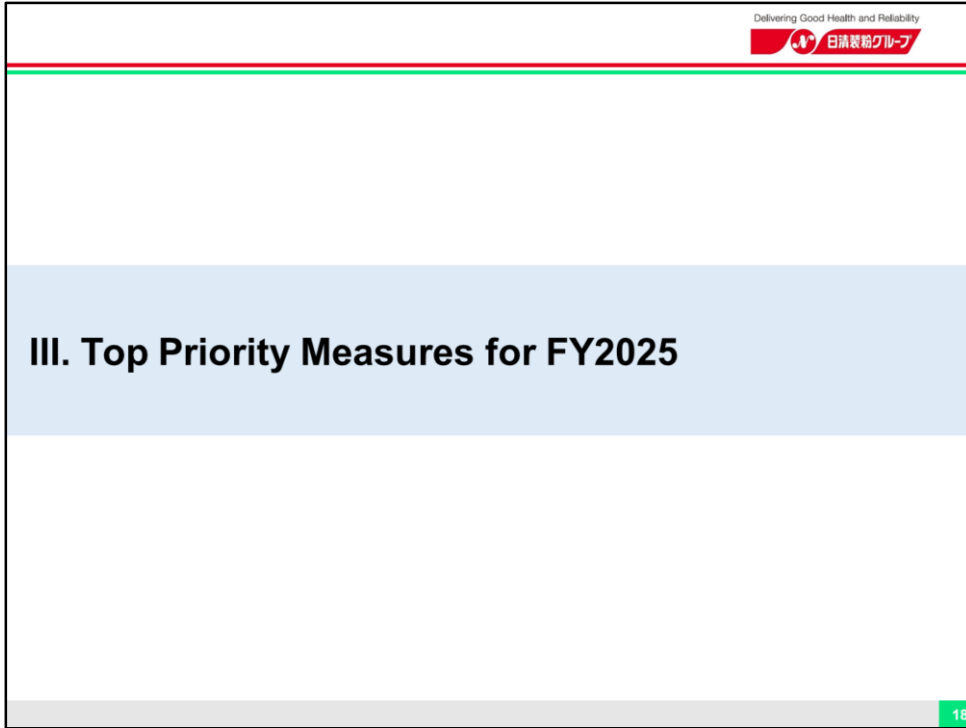 Delivering Good Health and Reliability
日清製粉グループ
III. Top Priority Measures for FY2025
18